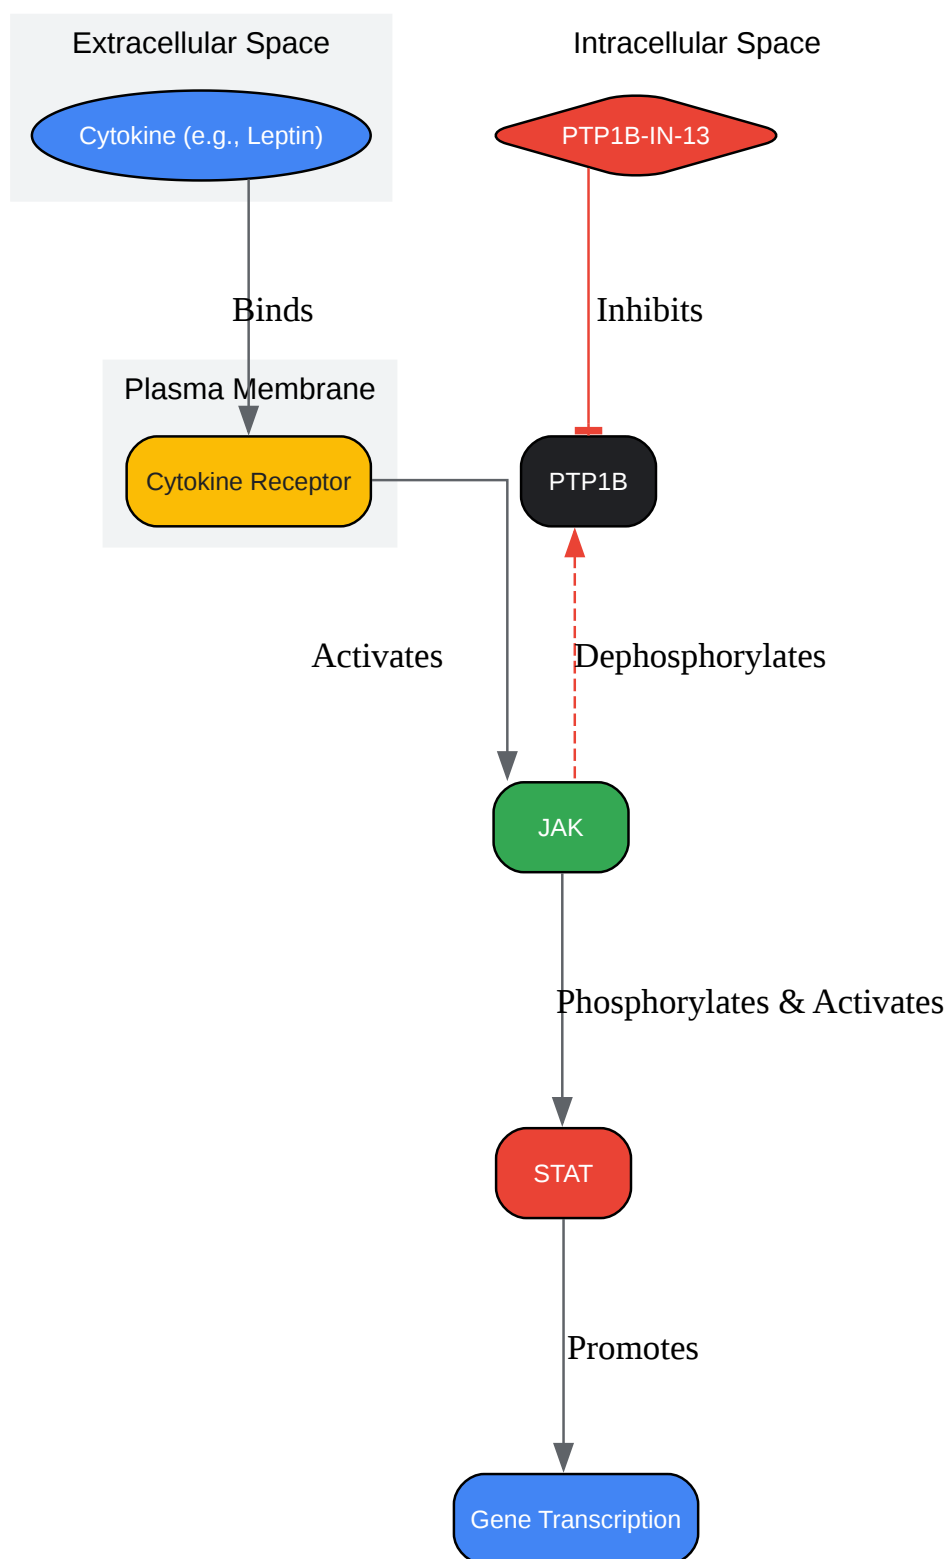 Extracellular Space
Intracellular Space
Cytokine (e.g., Leptin)
PTP1B-IN-13
Binds
Inhibits
Plasma Membrane
Cytokine Receptor
PTP1B
Activates
Dephosphorylates
JAK
Phosphorylates & Activates
STAT
Promotes
Gene Transcription